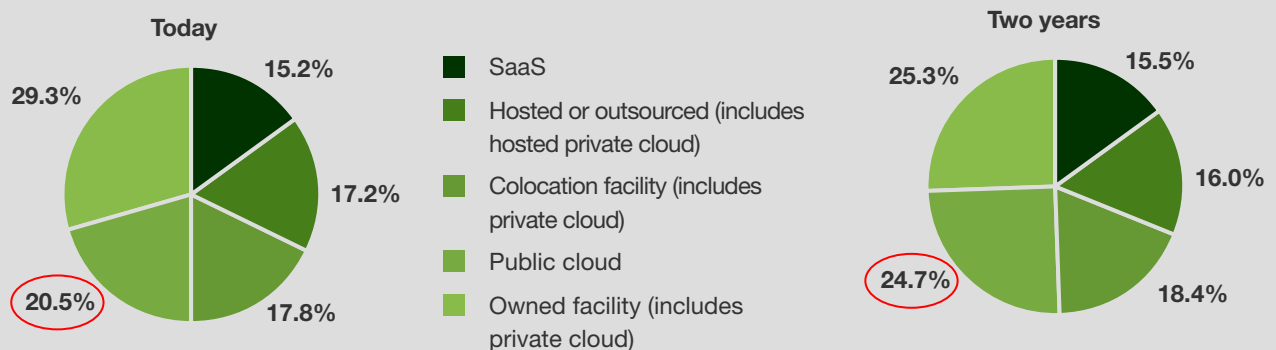 Today
15.2%
17.2%
17.8%
20.5%
29.3%
SaaS
Hosted or outsourced (includes
hosted private cloud)
Colocation facility (includes
private cloud)
Public cloud
Owned facility (includes
private cloud)
Two years
15.5%
16.0%
18.4%
24.7%
25.3%